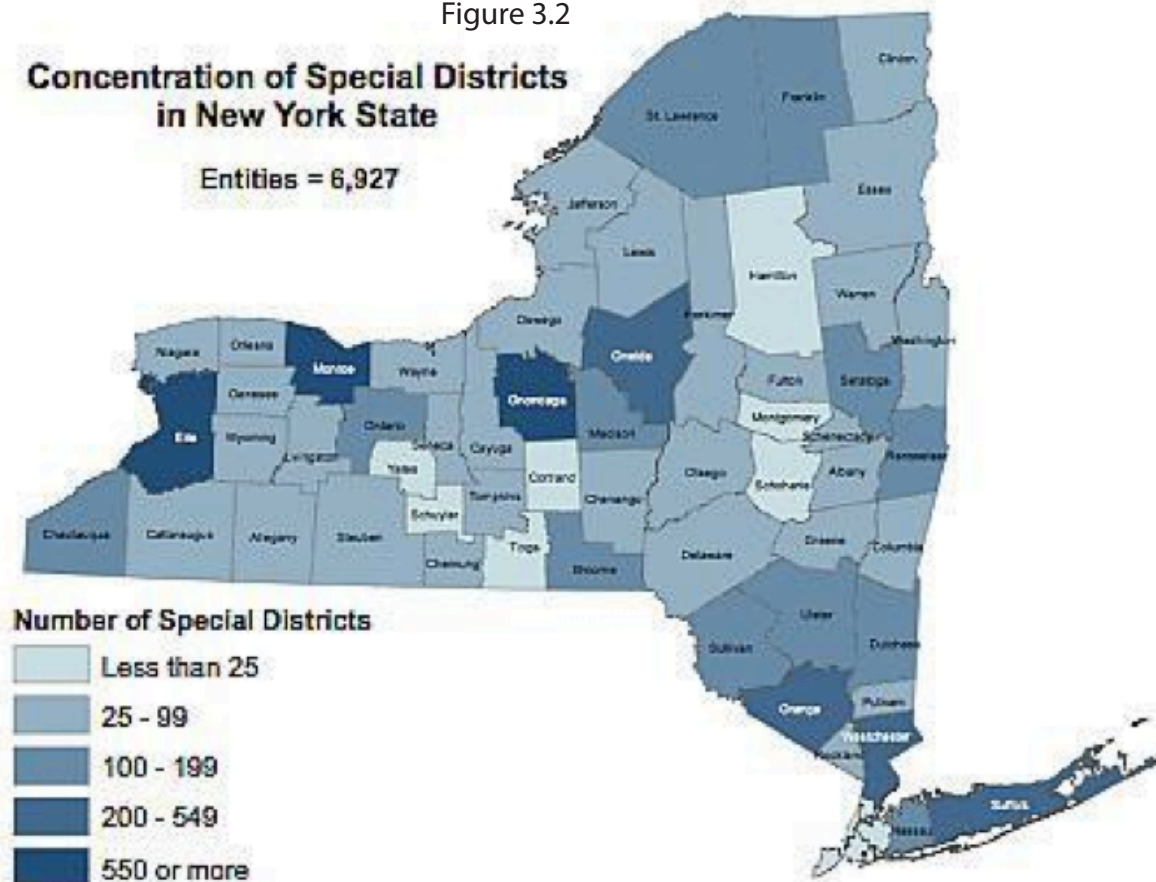 Figure 3.2
Concentration of Special Districts
in New York State
Entities = 6,927
Clinton
Franklin
St. Lawrence
Essex
Jefferson
Lewis
Hamilton
Warren
Herkimer
Oswego
Washington
Oneida
Niagara
Orleans
Monroe
Wayne
Fulton
Saratoga
Genesee
Onondaga
Montgomery
Ontario
Madison
Schenectady
Erie
Wyoming
Seneca
Cayuga
Rensselaer
Livingston
Yates
Cortland
Otsego
Albany
Schoharie
Tompkins
Chenango
Schuyler
Chautauqua
Cattaraugus
Allegany
Steuben
Chemung
Tioga
Broome
Delaware
Greene
Columbia
Ulster
Sullivan
Dutchess
Orange
Putnam
Westchester
Rockland
Suffolk
Nassau
Number of Special Districts
Less than 25
25 - 99
100 - 199
200 - 549
550 or more